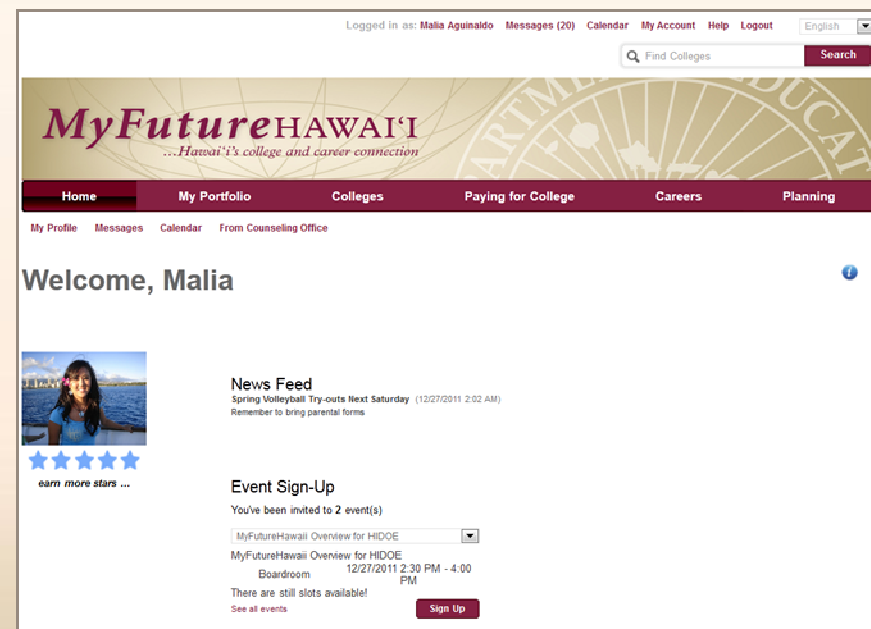 Logged in as: Malia Aguinaldo Messages (20) Calendar My Account Help Logout English
Find Colleges Search
MyFutureHAWAIʻI
...Hawaiʻi's college and career connection
DEPARTMENT EDUCAT
Home My Portfolio Colleges Paying for College Careers Planning
My Profile Messages Calendar From Counseling Office
Welcome, Malia
News Feed
Spring Volleyball Try-outs Next Saturday (12/27/2011 2:02 AM)
Remember to bring parental forms
earn more stars ...
Event Sign-Up
You've been invited to 2 event(s)
MyFutureHawaii Overview for HIDOE
MyFutureHawaii Overview for HIDOE
Boardroom 12/27/2011 2:30 PM - 4:00
PM
There are still slots available!
See all events Sign Up